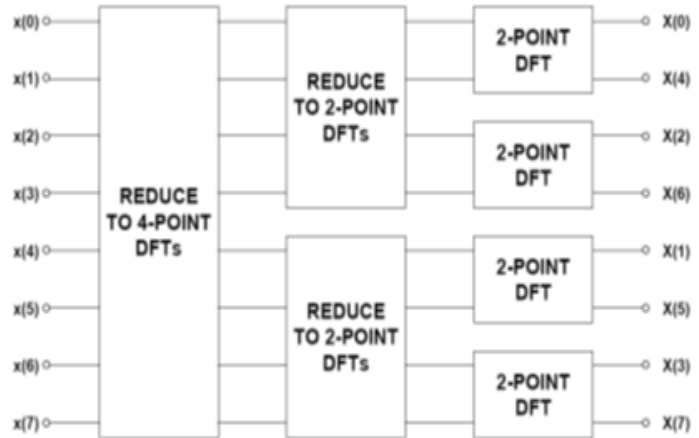 x(0)
x(1)
x(2)
x(3)
x(4)
x(5)
x(6)
x(7)
REDUCE
TO 4-POINT
DFTs
REDUCE
TO 2-POINT
DFTs
REDUCE
TO 2-POINT
DFTs
2-POINT
DFT
2-POINT
DFT
2-POINT
DFT
2-POINT
DFT
X(0)
X(4)
X(2)
X(6)
X(1)
X(5)
X(3)
X(7)